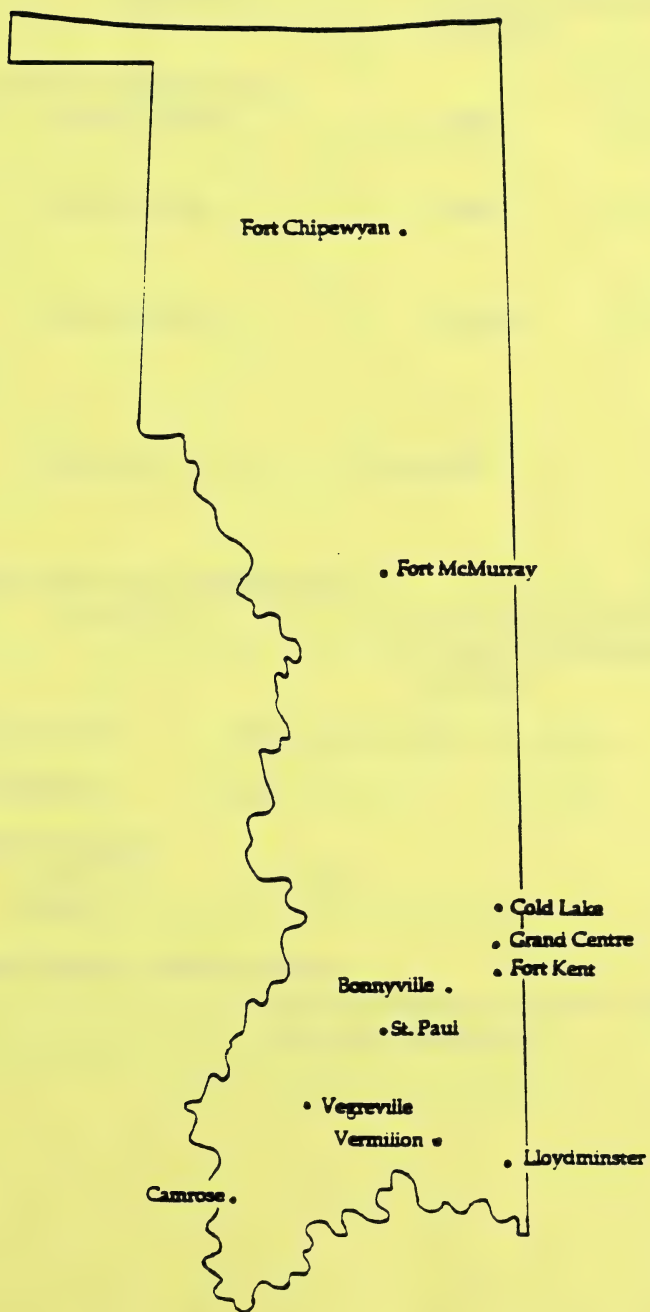 Fort Chipewyan
Fort McMurray
Cold Lake
Grand Centre
Fort Kent
Bonnyville
St. Paul
Vegreville
Vermilion
Lloydminster
Camrose